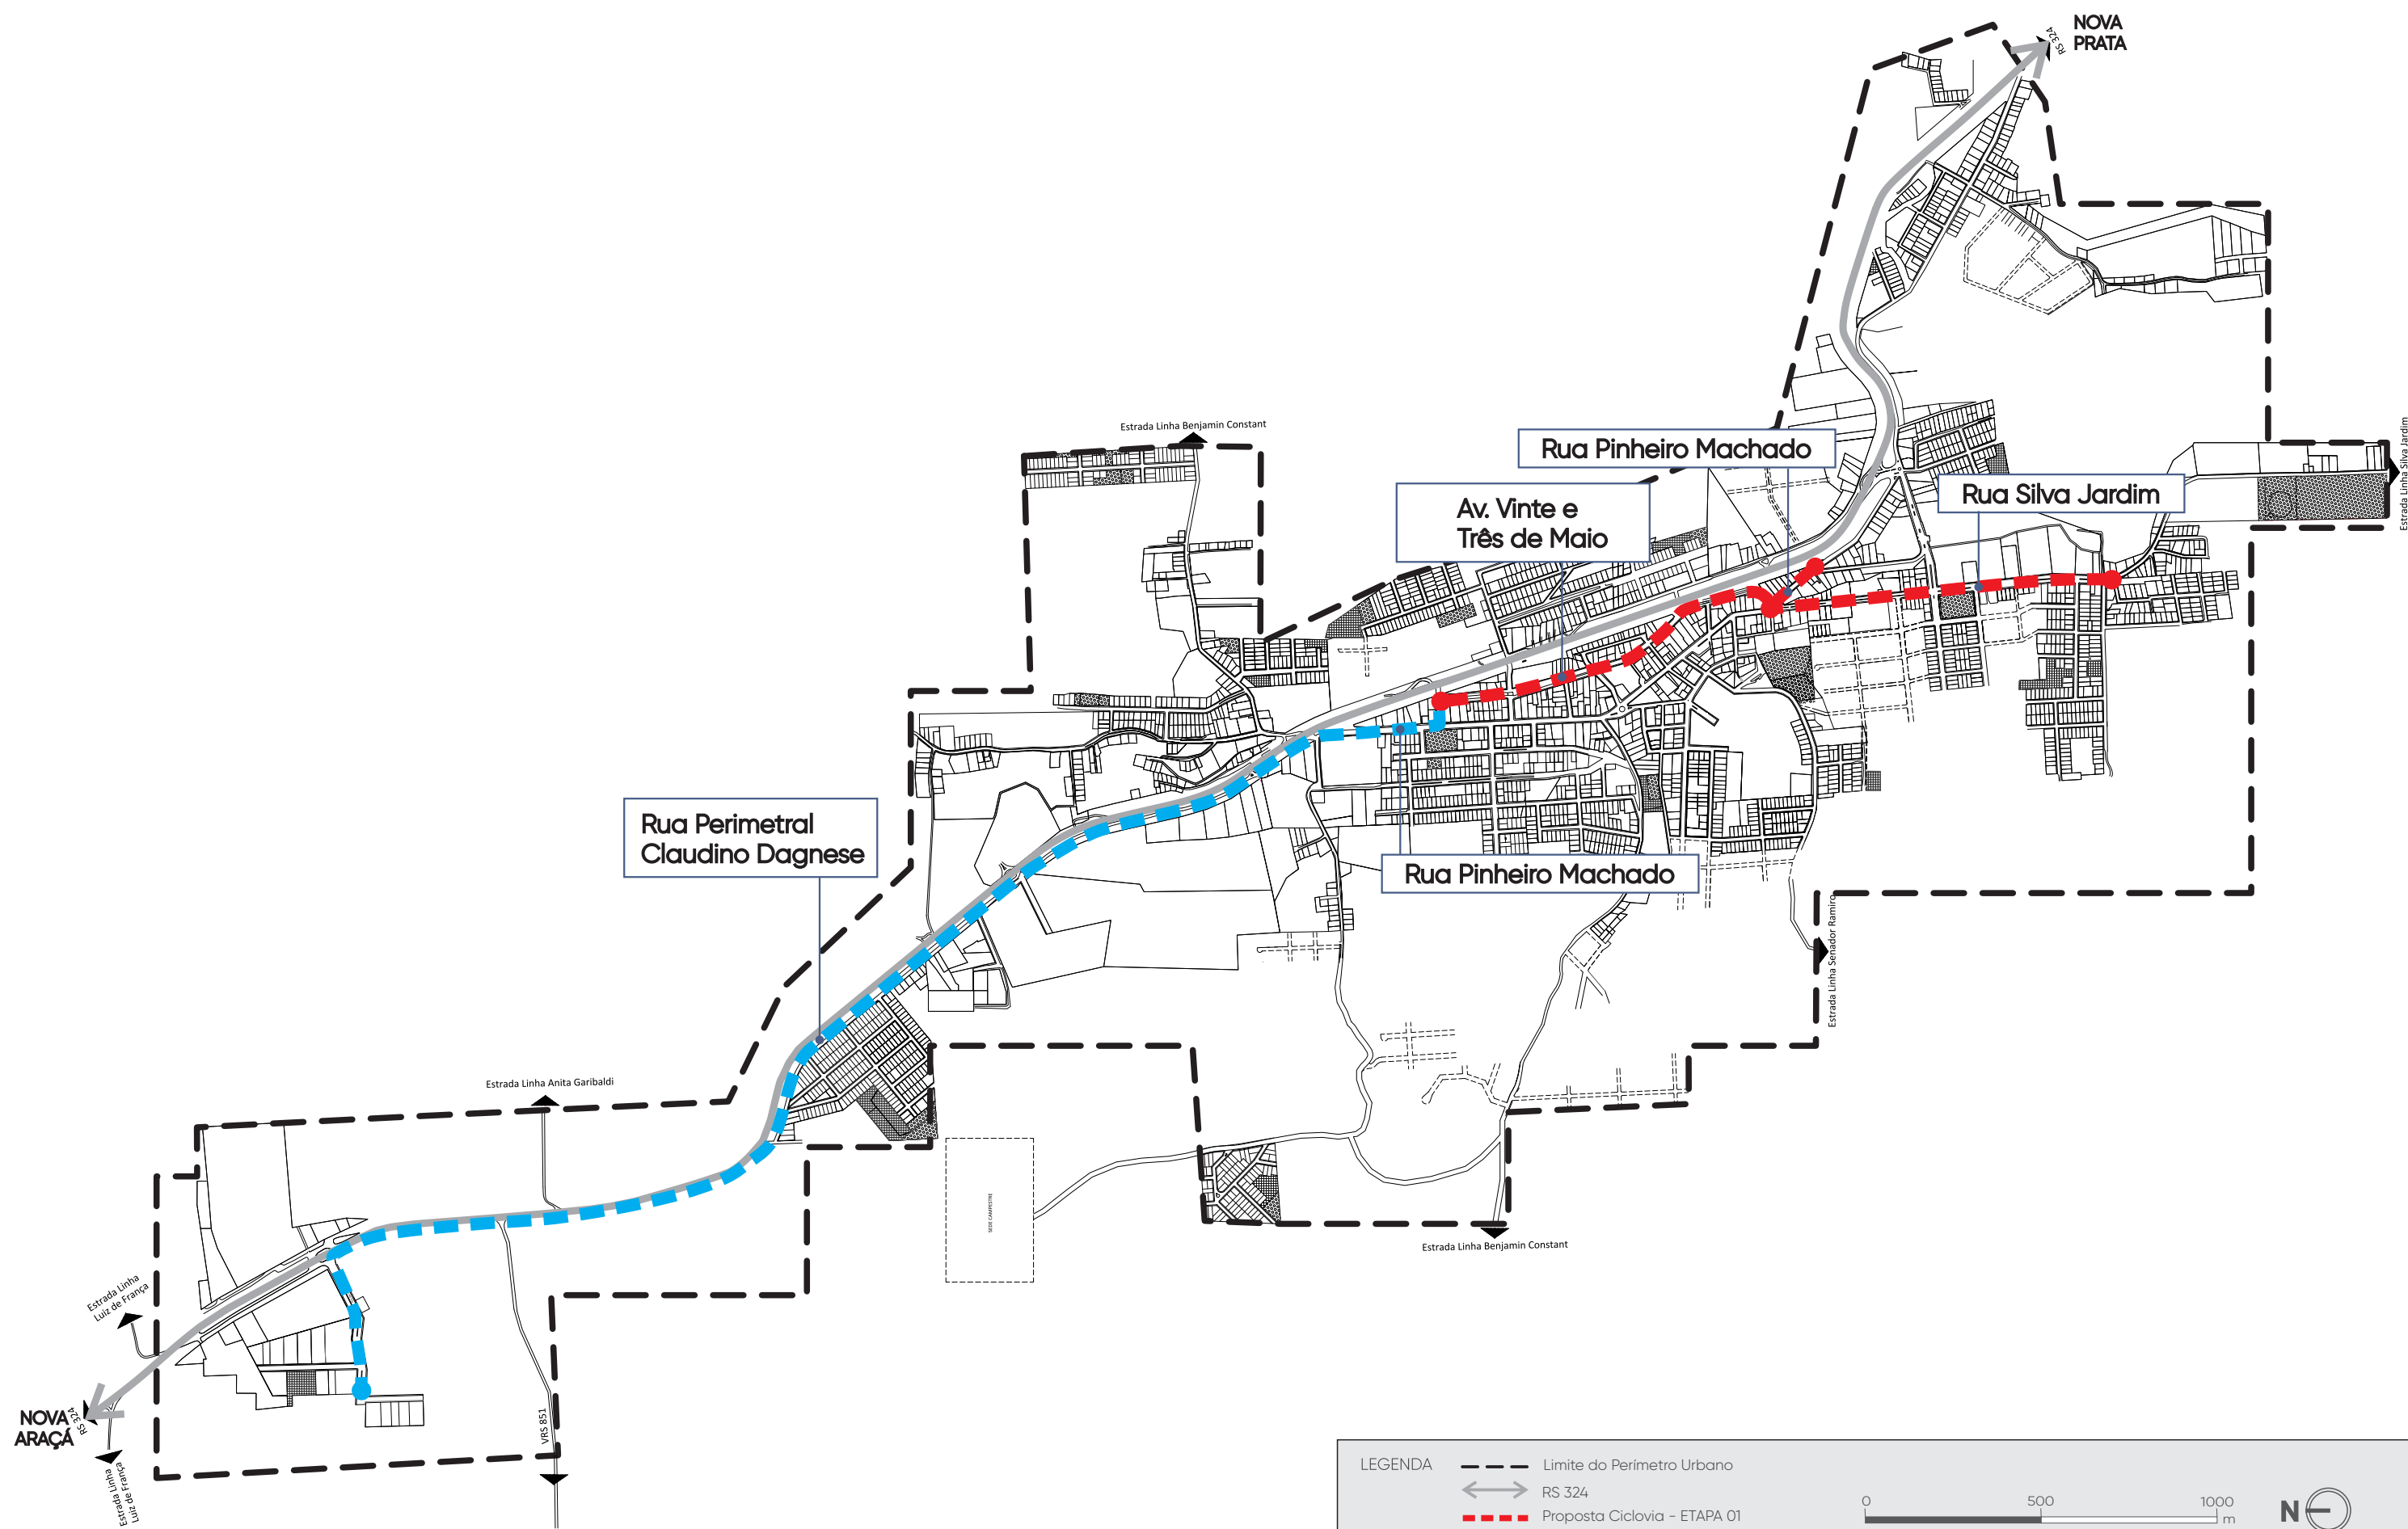 NOVA
PRATA
RS 324
Estrada Linha Benjamin Constant
Rua Pinheiro Machado
Estrada Linha Silva Jardim
Rua Silva Jardim
Av. Vinte e
Três de Maio
Rua Perimetral
Claudino Dagnese
Rua Pinheiro Machado
Estrada Linha Senador Ramiro
Estrada Linha Anita Garibaldi
SEDE CAMPESTRE
Estrada Linha Benjamin Constant
Estrada Linha
Luiz de França
NOVA
ARAÇÁ
RS 324
VRS 851
Estrada Linha
Luiz de França
LEGENDA
Limite do Perímetro Urbano
RS 324
Proposta Ciclovia - ETAPA 01
0 500 1000
m
N